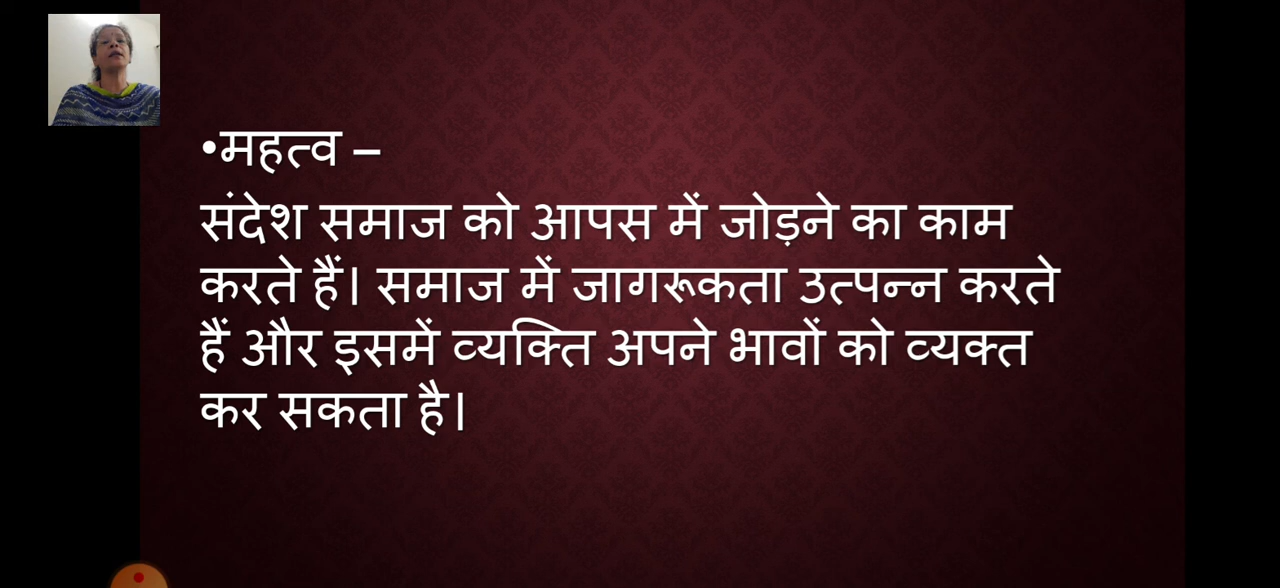 •महत्व –
संदेश समाज को आपस में जोड़ने का काम
करते हैं। समाज में जागरूकता उत्पन्न करते
हैं और इसमें व्यक्ति अपने भावों को व्यक्त
कर सकता है।